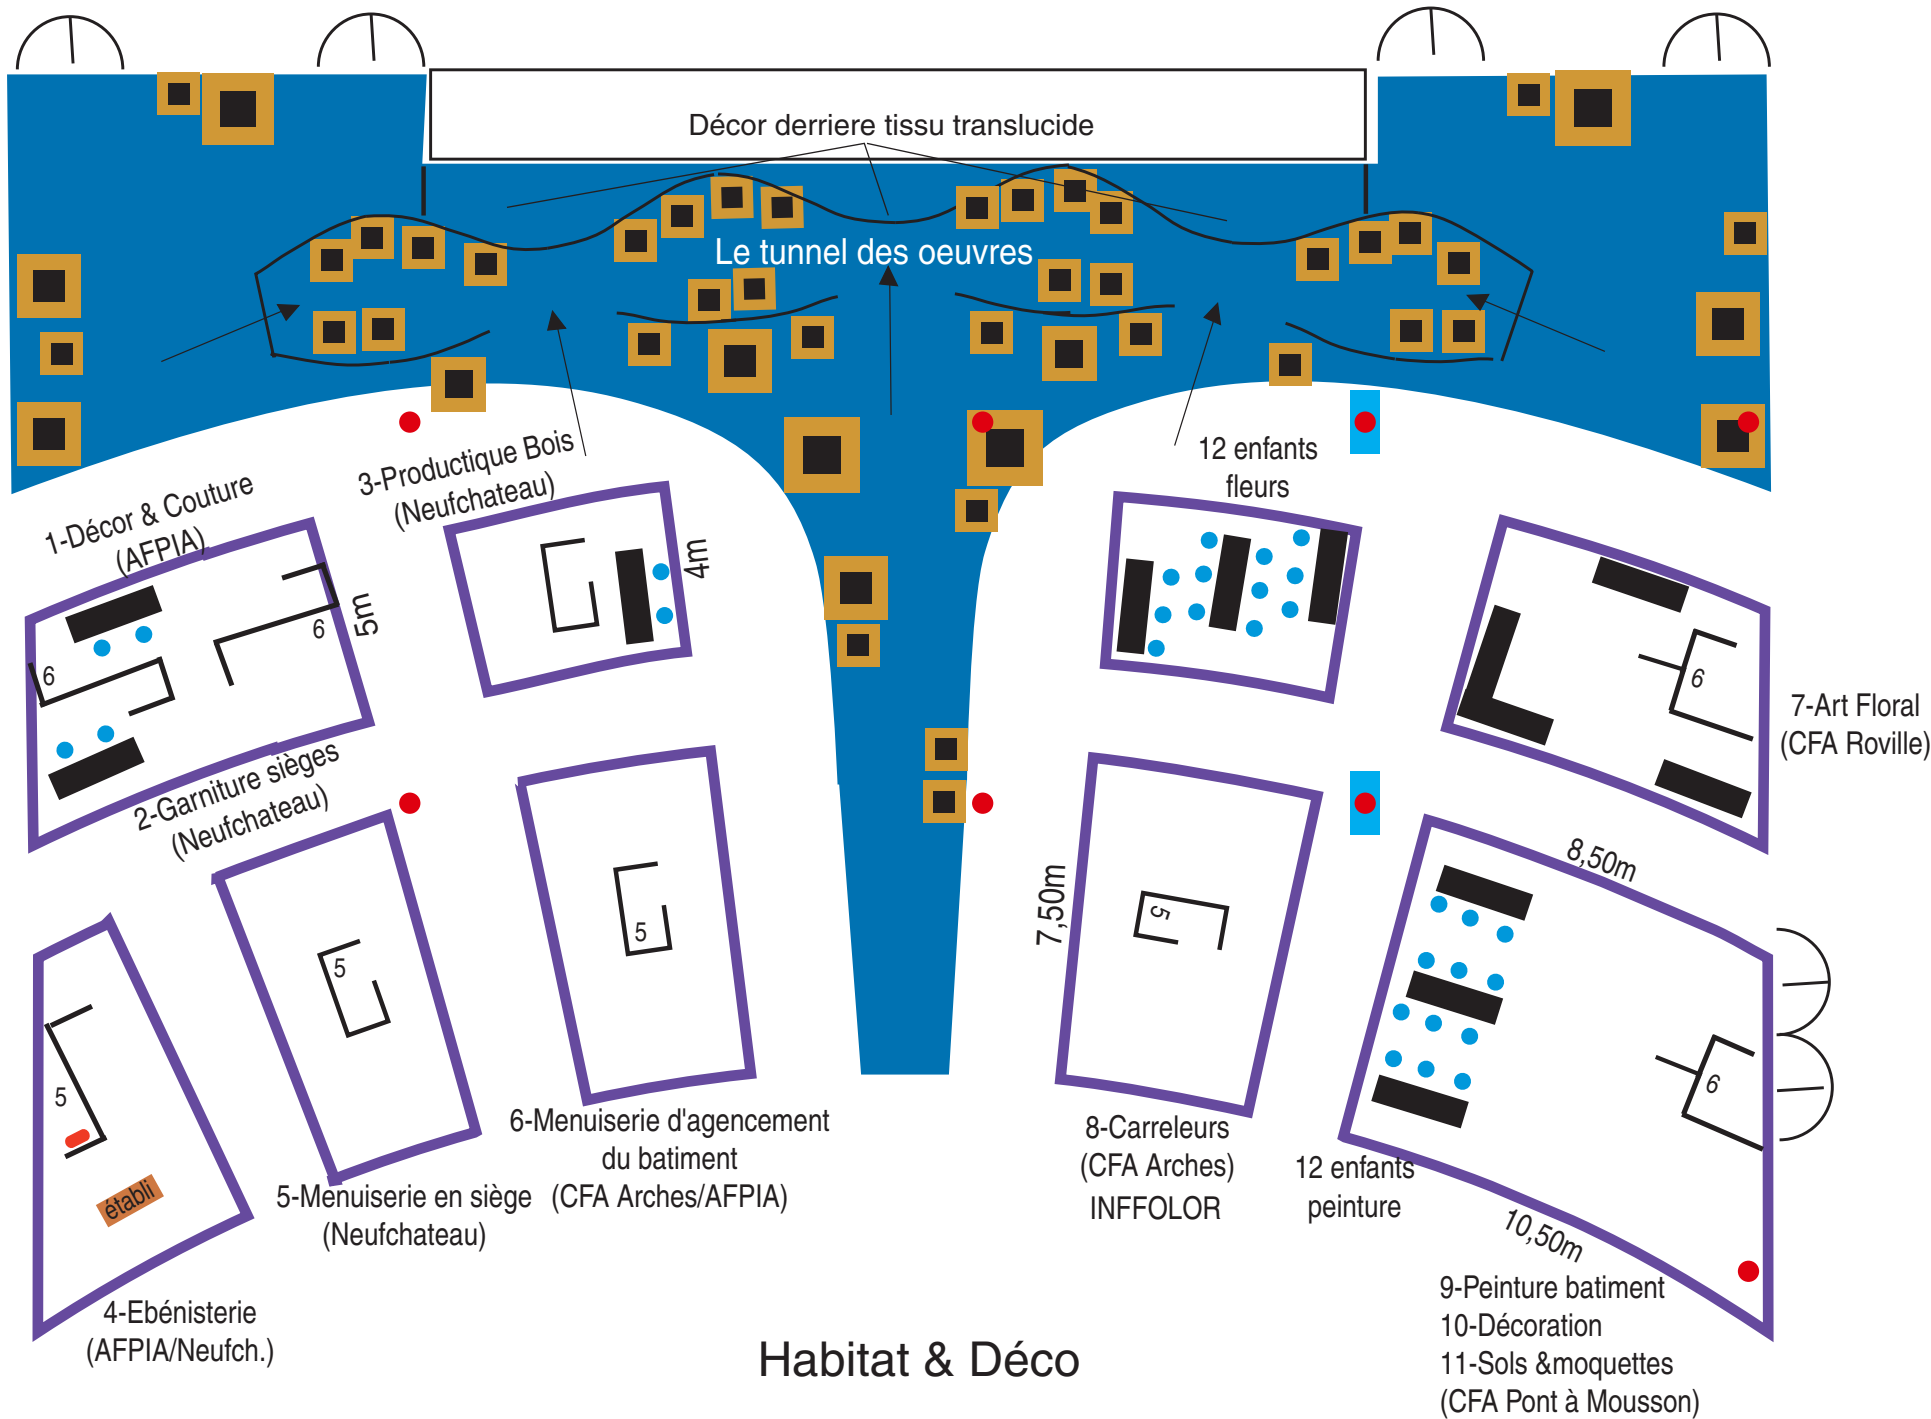 Décor derriere tissu translucide
Le tunnel des oeuvres
1-Décor & Couture
(AFPIA)
3-Productique Bois
(Neufchateau)
12 enfants
fleurs
4m
5m
6
6
6
7-Art Floral
(CFA Roville)
2-Garniture sièges
(Neufchateau)
8,50m
7,50m
5
5
5
5
6
établi
6-Menuiserie d'agencement
du batiment
(CFA Arches/AFPIA)
5-Menuiserie en siège
(Neufchateau)
8-Carreleurs
(CFA Arches)
INFFOLOR
12 enfants
peinture
10,50m
4-Ebénisterie
(AFPIA/Neufch.)
9-Peinture batiment
10-Décoration
11-Sols &moquettes
(CFA Pont à Mousson)
Habitat & Déco